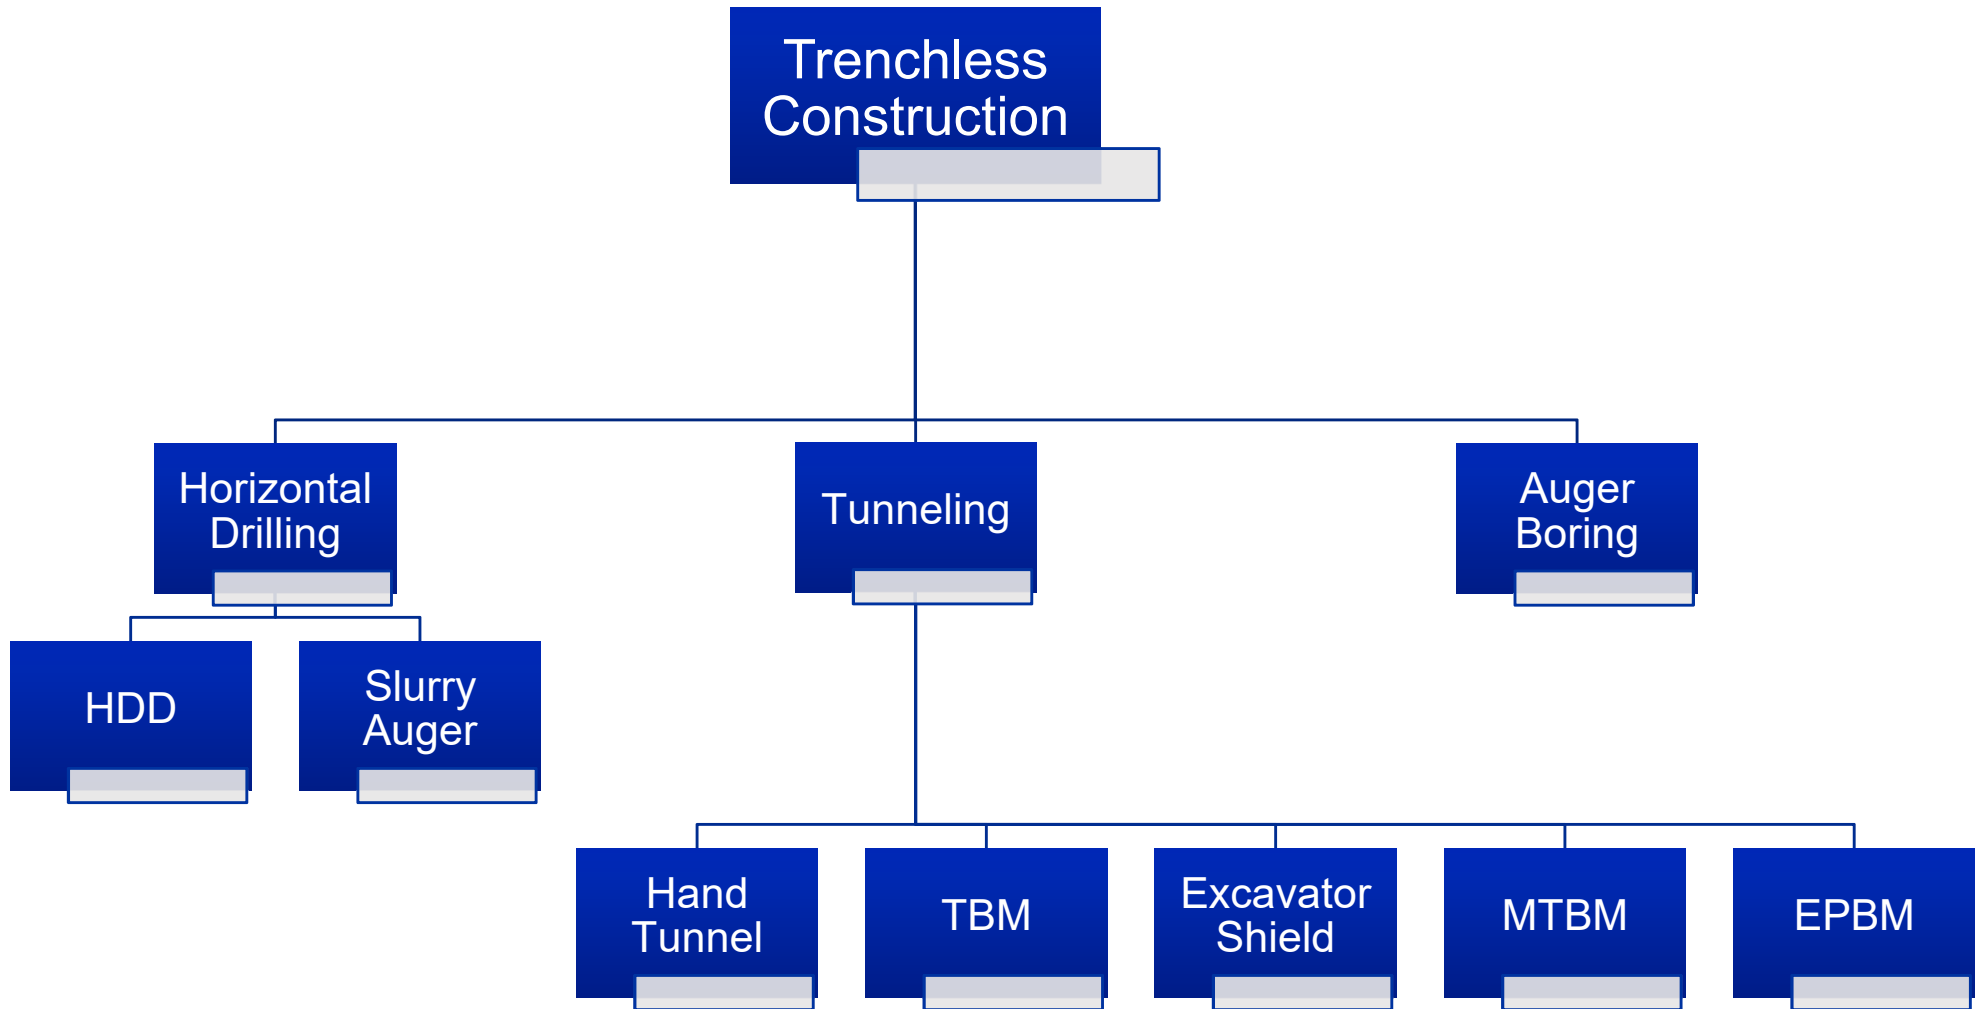 Trenchless
Construction
Horizontal
Drilling
Tunneling
Auger
Boring
HDD
Slurry
Auger
Hand
Tunnel
TBM
Excavator
Shield
MTBM
EPBM